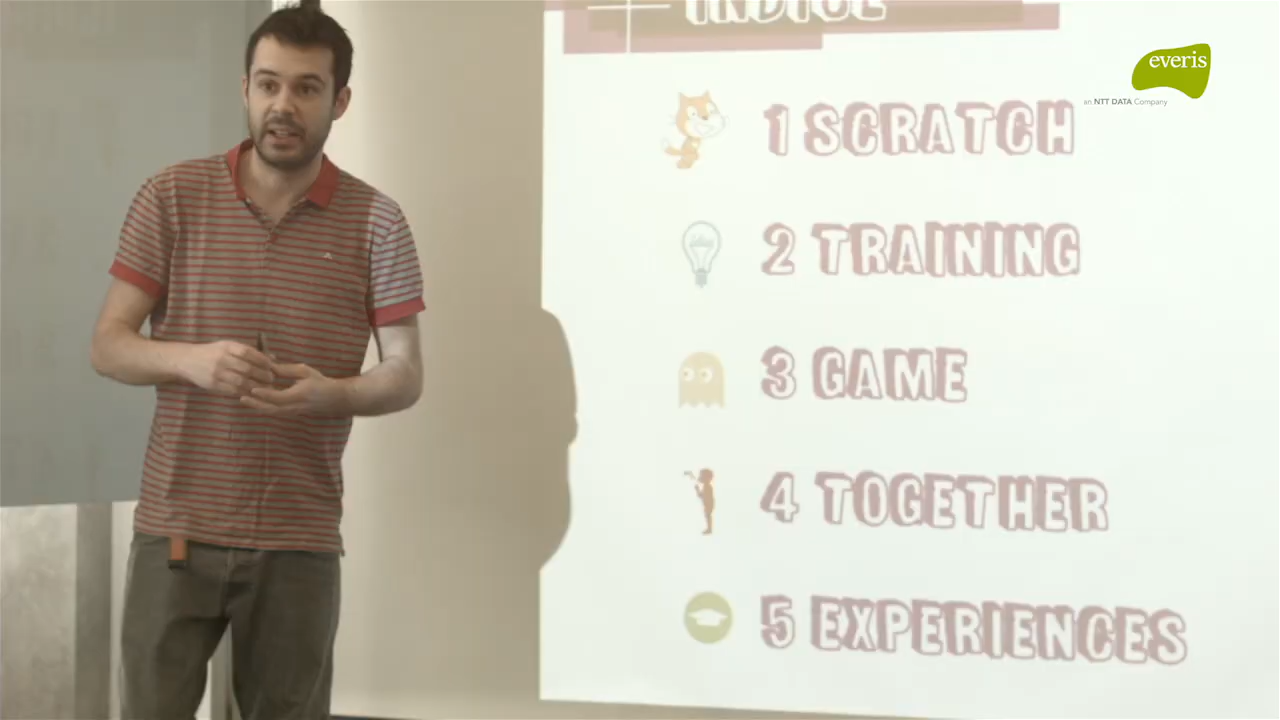 INDICE
everis
an NTT DATA Company
1 SCRATCH
2 TRAINING
3 GAME
4 TOGETHER
5 EXPERIENCES